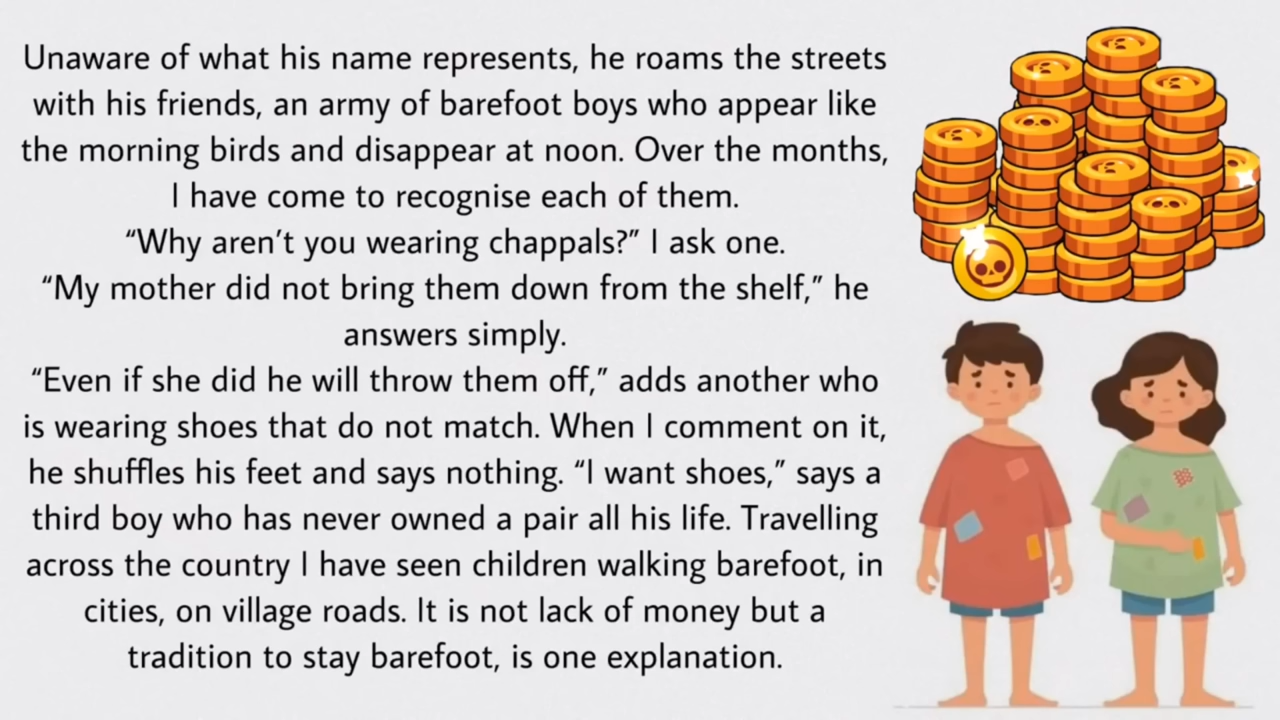 Unaware of what his name represents, he roams the streets
with his friends, an army of barefoot boys who appear like
the morning birds and disappear at noon. Over the months,
I have come to recognise each of them.
“Why aren’t you wearing chappals?” I ask one.
“My mother did not bring them down from the shelf,” he
answers simply.
“Even if she did he will throw them off,” adds another who
is wearing shoes that do not match. When I comment on it,
he shuffles his feet and says nothing. “I want shoes,” says a
third boy who has never owned a pair all his life. Travelling
across the country I have seen children walking barefoot, in
cities, on village roads. It is not lack of money but a
tradition to stay barefoot, is one explanation.